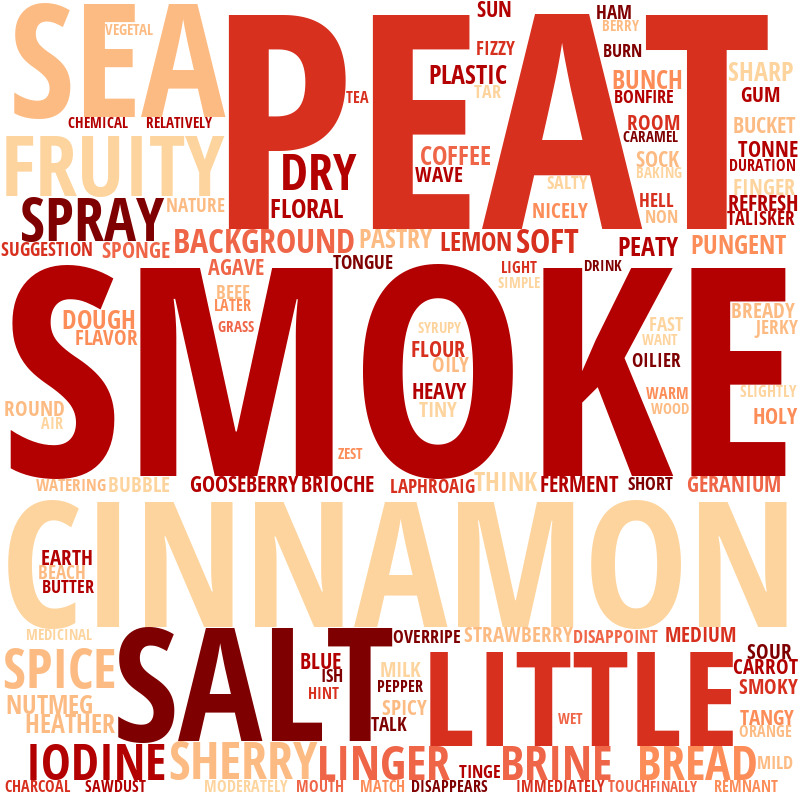 SEA
PEAT
SUN
HAM
BERRY
VEGETAL
FIZZY
BURN
PLASTIC
TAR
BUNCH
SHARP
BONFIRE
GUM
TEA
CHEMICAL
RELATIVELY
ROOM
BUCKET
CARAMEL
FRUITY
DRY
COFFEE
WAVE
SOCK
BAKING
TONNE
DURATION
SALTY
FINGER
SPRAY
NATURE
FLORAL
NICELY
HELL
NON
REFRESH
TALISKER
SUGGESTION
SPONGE
BACKGROUND
PASTRY
LEMON
SOFT
PEATY
PUNGENT
AGAVE
TONGUE
LIGHT
DRINK
SIMPLE
SMOKE
BEEF
LATER
GRASS
DOUGH
FLAVOR
SYRUPY
FLOUR
OILY
FAST
WANT
BREADY
JERKY
OILIER
HEAVY
TINY
WARM
WOOD
SLIGHTLY
ROUND
AIR
HOLY
ZEST
WATERING
BUBBLE
GOOSEBERRY
BRIOCHE
LAPHROAIG
THINK
FERMENT
SHORT
GERANIUM
CINNAMON
EARTH
BEACH
BUTTER
MEDICINAL
SALT
OVERRIPE
STRAWBERRY
DISAPPOINT
MEDIUM
SPICE
BLUE
ISH
HINT
MILK
PEPPER
SPICY
TALK
LITTLE
WET
SOUR
CARROT
SMOKY
NUTMEG
HEATHER
TANGY
ORANGE
IODINE
SHERRY
LINGER
TINGE
BRINE
BREAD
MILD
CHARCOAL
SAWDUST
MODERATELY
MOUTH
MATCH
DISAPPEARS
IMMEDIATELY
TOUCH
FINALLY
REMNANT